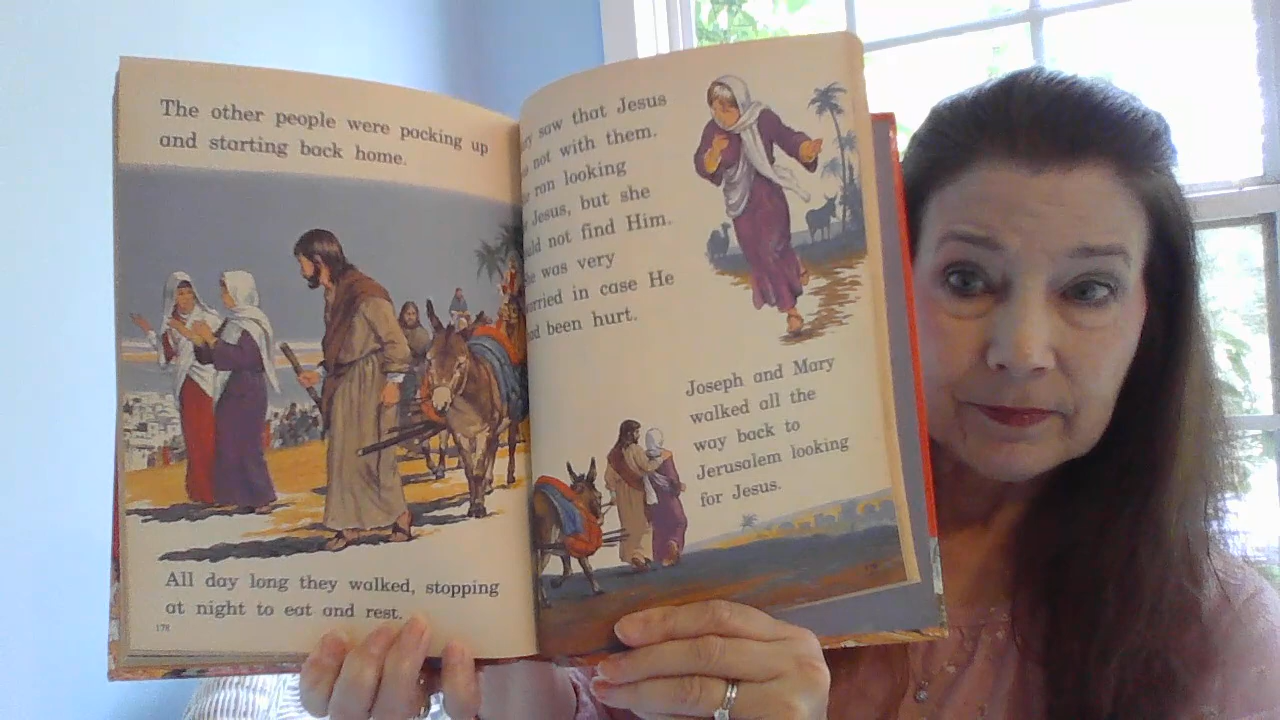 The other people were packing up
and starting back home.
All day long they walked, stopping
at night to eat and rest.
178
saw that Jesus
not with them.
ran looking
Jesus, but she
not find Him.
was very
in case He
been hurt.
Joseph and Mary
walked all the
way back to
Jerusalem looking
for Jesus.